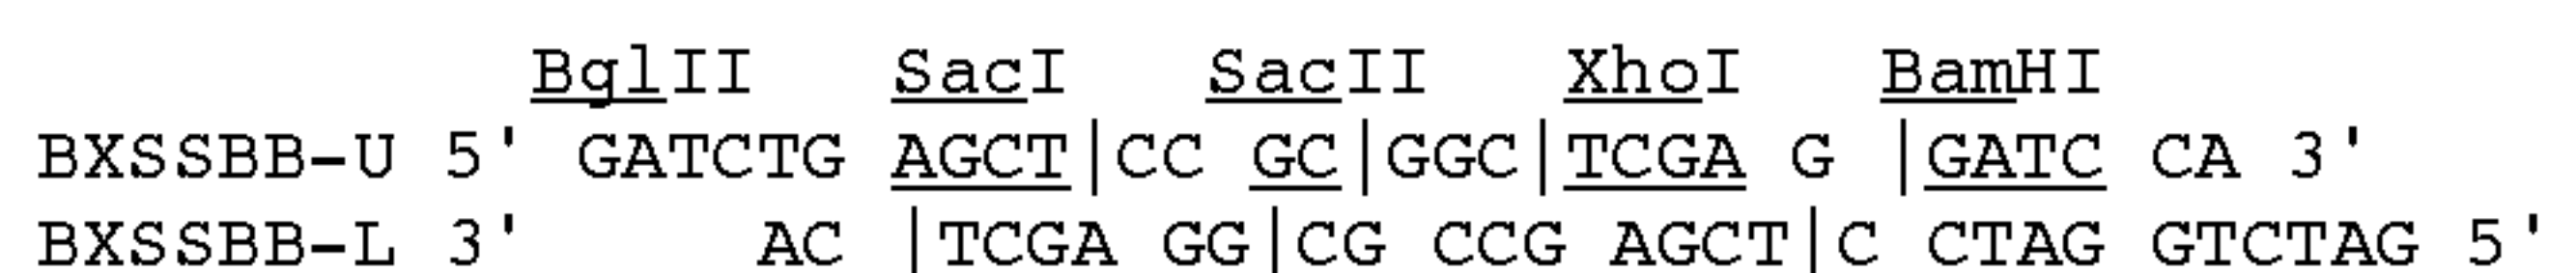 BglII SacI SacII XhoI BamHI
BXSSBB-U 5' GATCTG AGCT|CC GC|GGC|TCGA G |GATC CA 3'
BXSSBB-L 3' AC |TCGA GG|CG CCG AGCT|C CTAG GTCTAG 5'